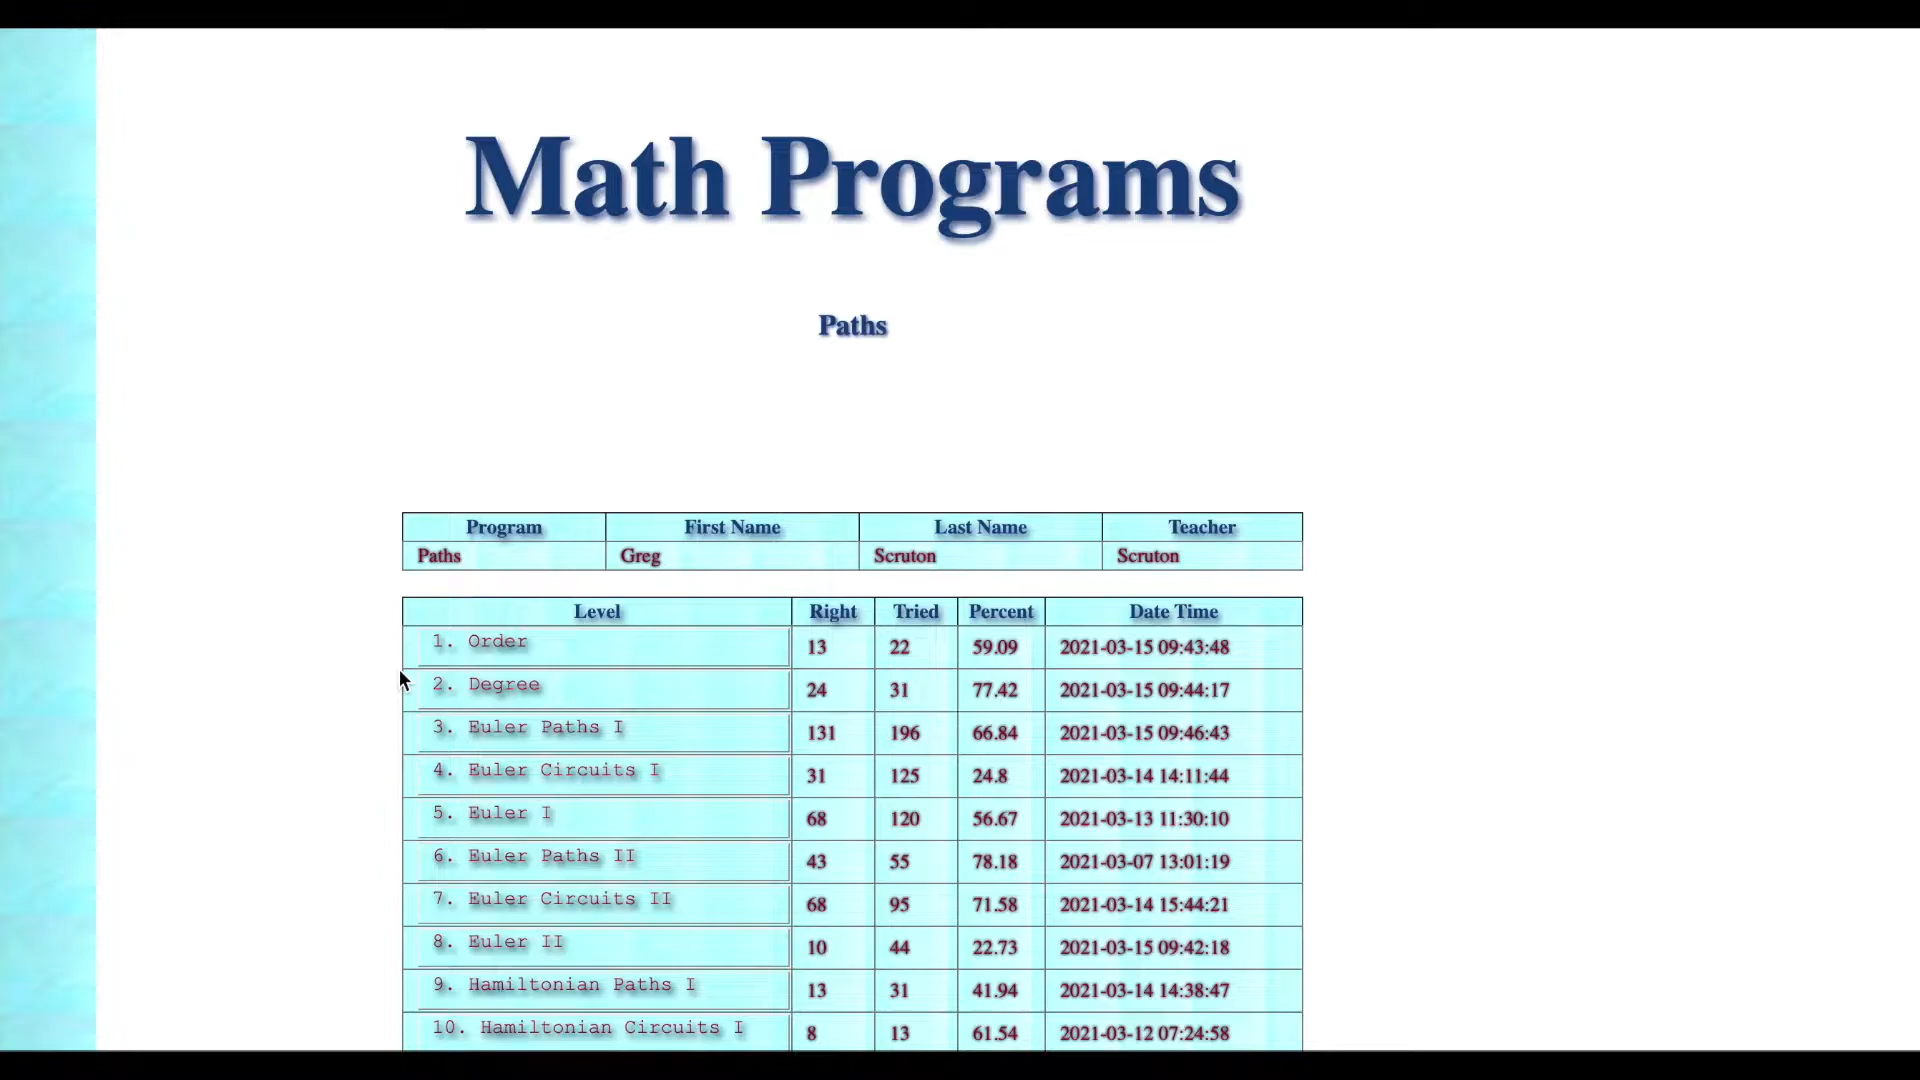 Math Programs
Paths
Program First Name Last Name Teacher
Paths Greg Scruton Scruton
Level Right Tried Percent Date Time
1. Order 13 22 59.09 2021-03-15 09:43:48
2. Degree 24 31 77.42 2021-03-15 09:44:17
3. Euler Paths I 131 196 66.84 2021-03-15 09:46:43
4. Euler Circuits I 31 125 24.8 2021-03-14 14:11:44
5. Euler I 68 120 56.67 2021-03-13 11:30:10
6. Euler Paths II 43 55 78.18 2021-03-07 13:01:19
7. Euler Circuits II 68 95 71.58 2021-03-14 15:44:21
8. Euler II 10 44 22.73 2021-03-15 09:42:18
9. Hamiltonian Paths I 13 31 41.94 2021-03-14 14:38:47
10. Hamiltonian Circuits I 8 13 61.54 2021-03-12 07:24:58